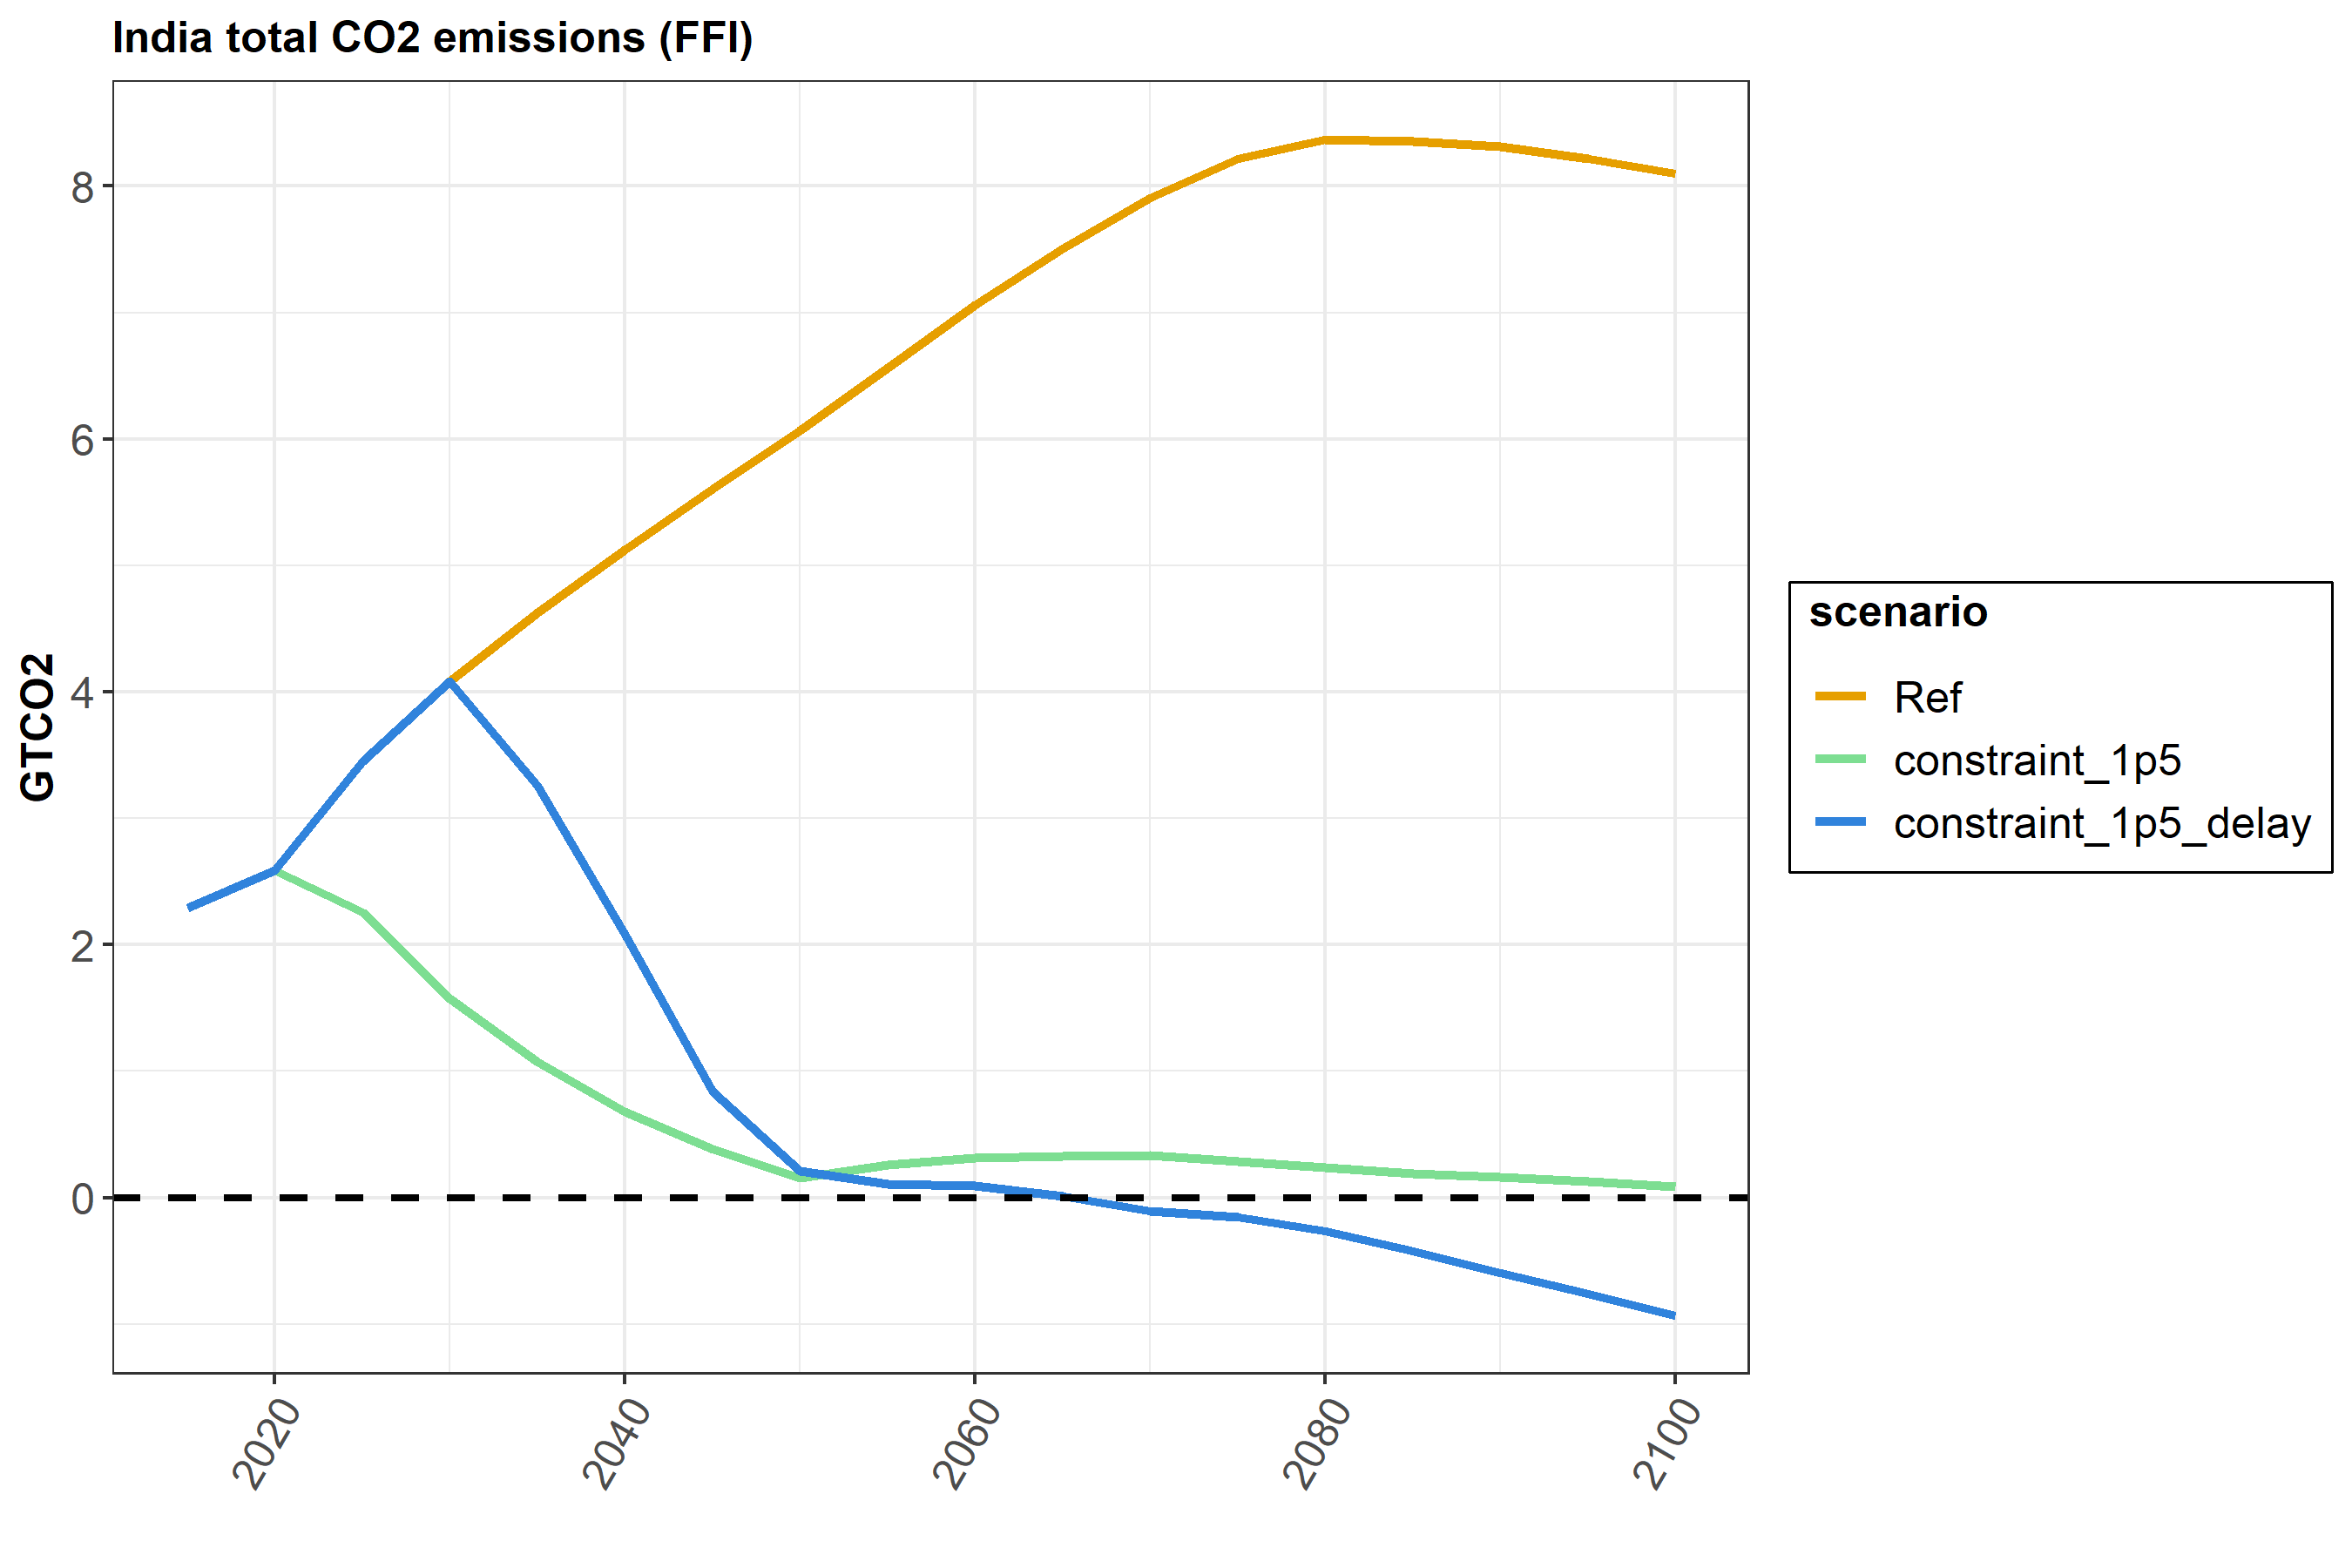 India total CO2 emissions (FFI)
GTCO2
8
6
4
2
0
2020
2040
2060
2080
2100
scenario
Ref
constraint_1p5
constraint_1p5_delay